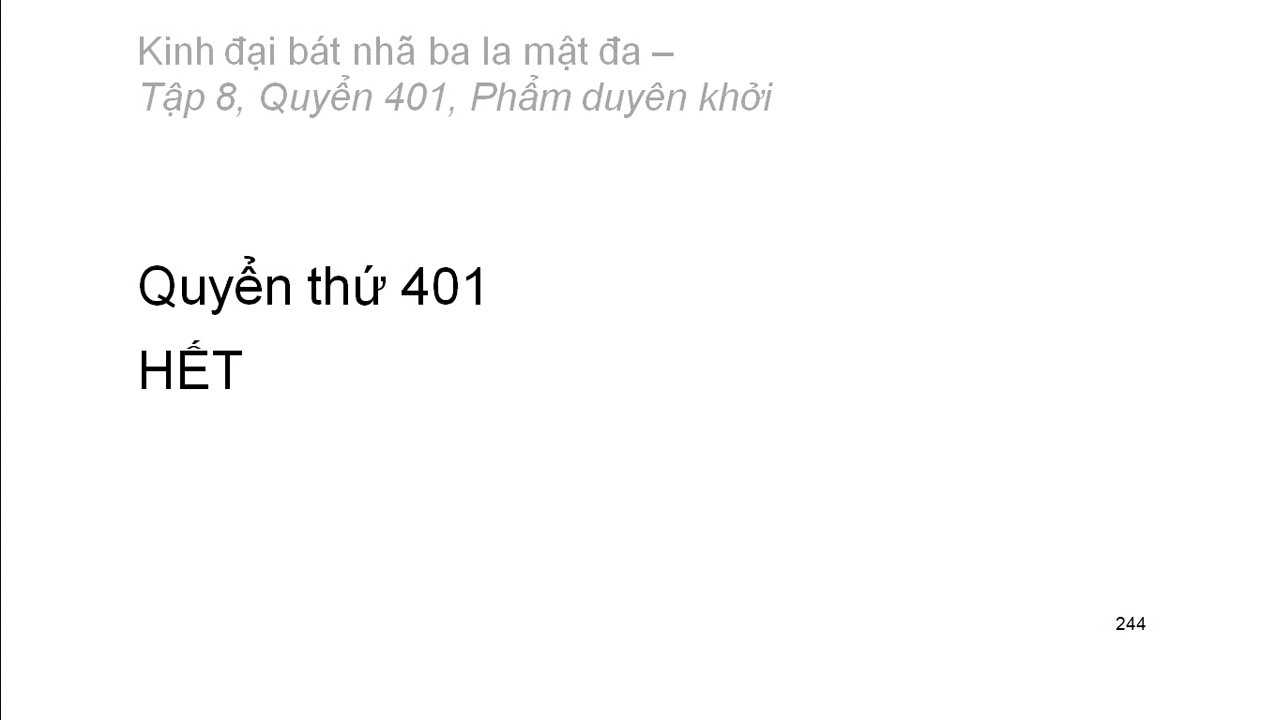 Kinh đại bát nhã ba la mật đa –
Tập 8, Quyển 401, Phẩm duyên khởi
Quyển thứ 401
HẾT
244